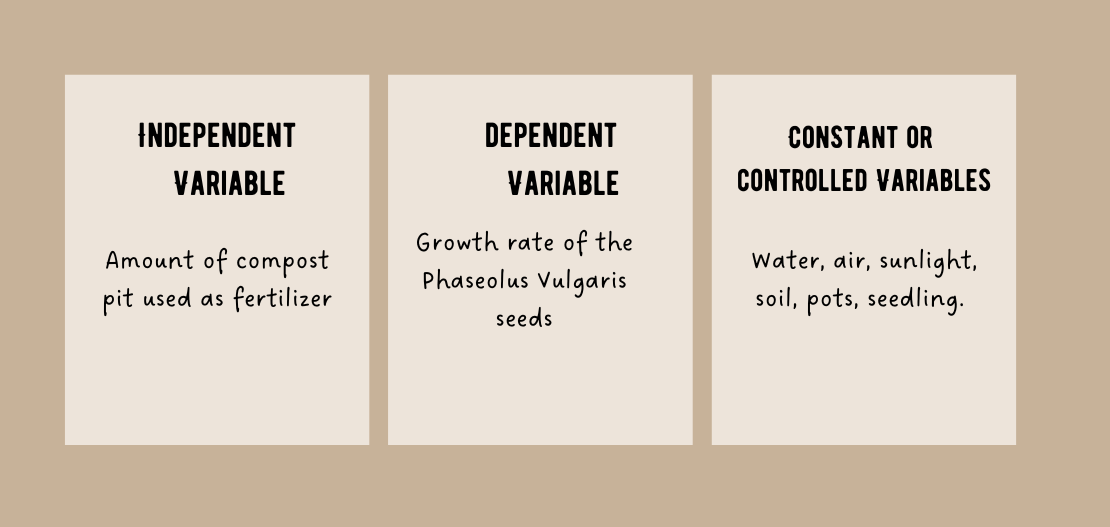 Independent
Variable
Amount of compost
pit used as fertilizer
Dependent
Variable
Growth rate of the
Phaseolus Vulgaris
seeds
Constant or
Controlled Variables
Water, air, sunlight,
soil, pots, seedling.